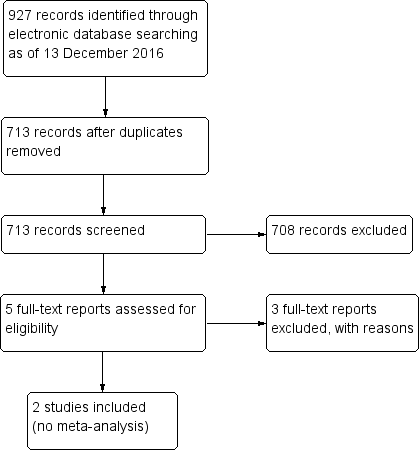 927 records identified through
electronic database searching
as of 13 December 2016
713 records after duplicates
removed
713 records screened
708 records excluded
5 full-text reports assessed for
eligibility
3 full-text reports
excluded, with reasons
2 studies included
(no meta-analysis)